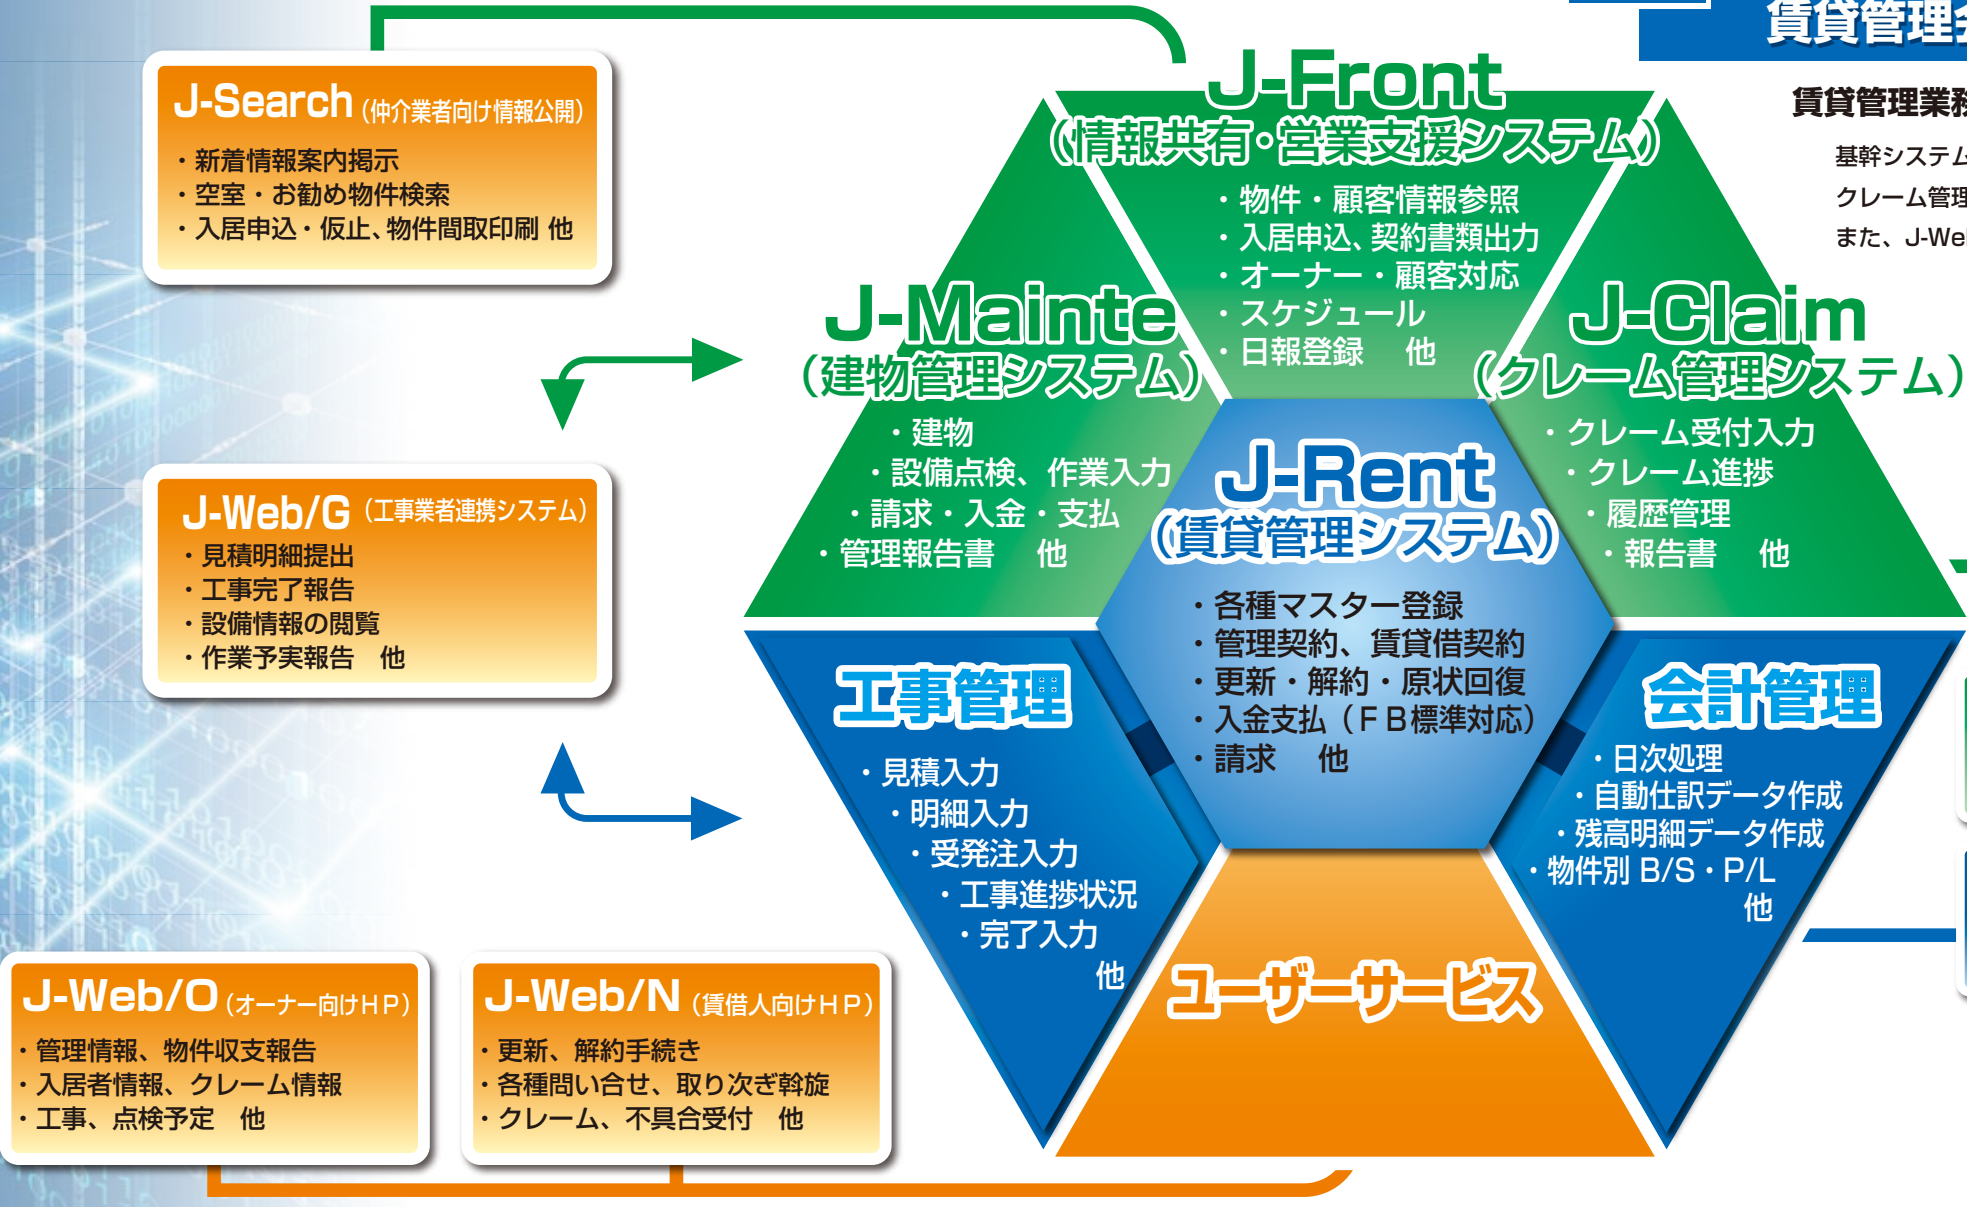 賃貸管理
賃貸管理業務
基幹システム
クレーム管理
また、J-We
J-Search（仲介業者向け情報公開）
・新着情報案内掲示
・空室・お勧め物件検索
・入居申込・仮止、物件間取印刷 他
J-Front
（情報共有・営業支援システム）
・物件・顧客情報参照
・入居申込、契約書類出力
・オーナー・顧客対応
・スケジュール
・日報登録　他
J-Mainte
（建物管理システム）
・建物
・設備点検、作業入力
・請求・入金・支払
・管理報告書　他
J-Claim
（クレーム管理システム）
・クレーム受付入力
・クレーム進捗
・履歴管理
・報告書　他
J-Web/G（工事業者連携システム）
・見積明細提出
・工事完了報告
・設備情報の閲覧
・作業予実報告　他
J-Rent
（賃貸管理システム）
・各種マスター登録
・管理契約、賃貸借契約
・更新・解約・原状回復
・入金支払（ＦＢ標準対応）
・請求　他
工事管理
・見積入力
・明細入力
・受発注入力
・工事進捗状況
・完了入力
他
会計管理
・日次処理
・自動仕訳データ作成
・残高明細データ作成
・物件別 B/S・P/L
他
ユーザーサービス
J-Web/O（オーナー向けＨＰ）
・管理情報、物件収支報告
・入居者情報、クレーム情報
・工事、点検予定　他
J-Web/N（賃借人向けＨＰ）
・更新、解約手続き
・各種問い合せ、取り次ぎ斡旋
・クレーム、不具合受付　他